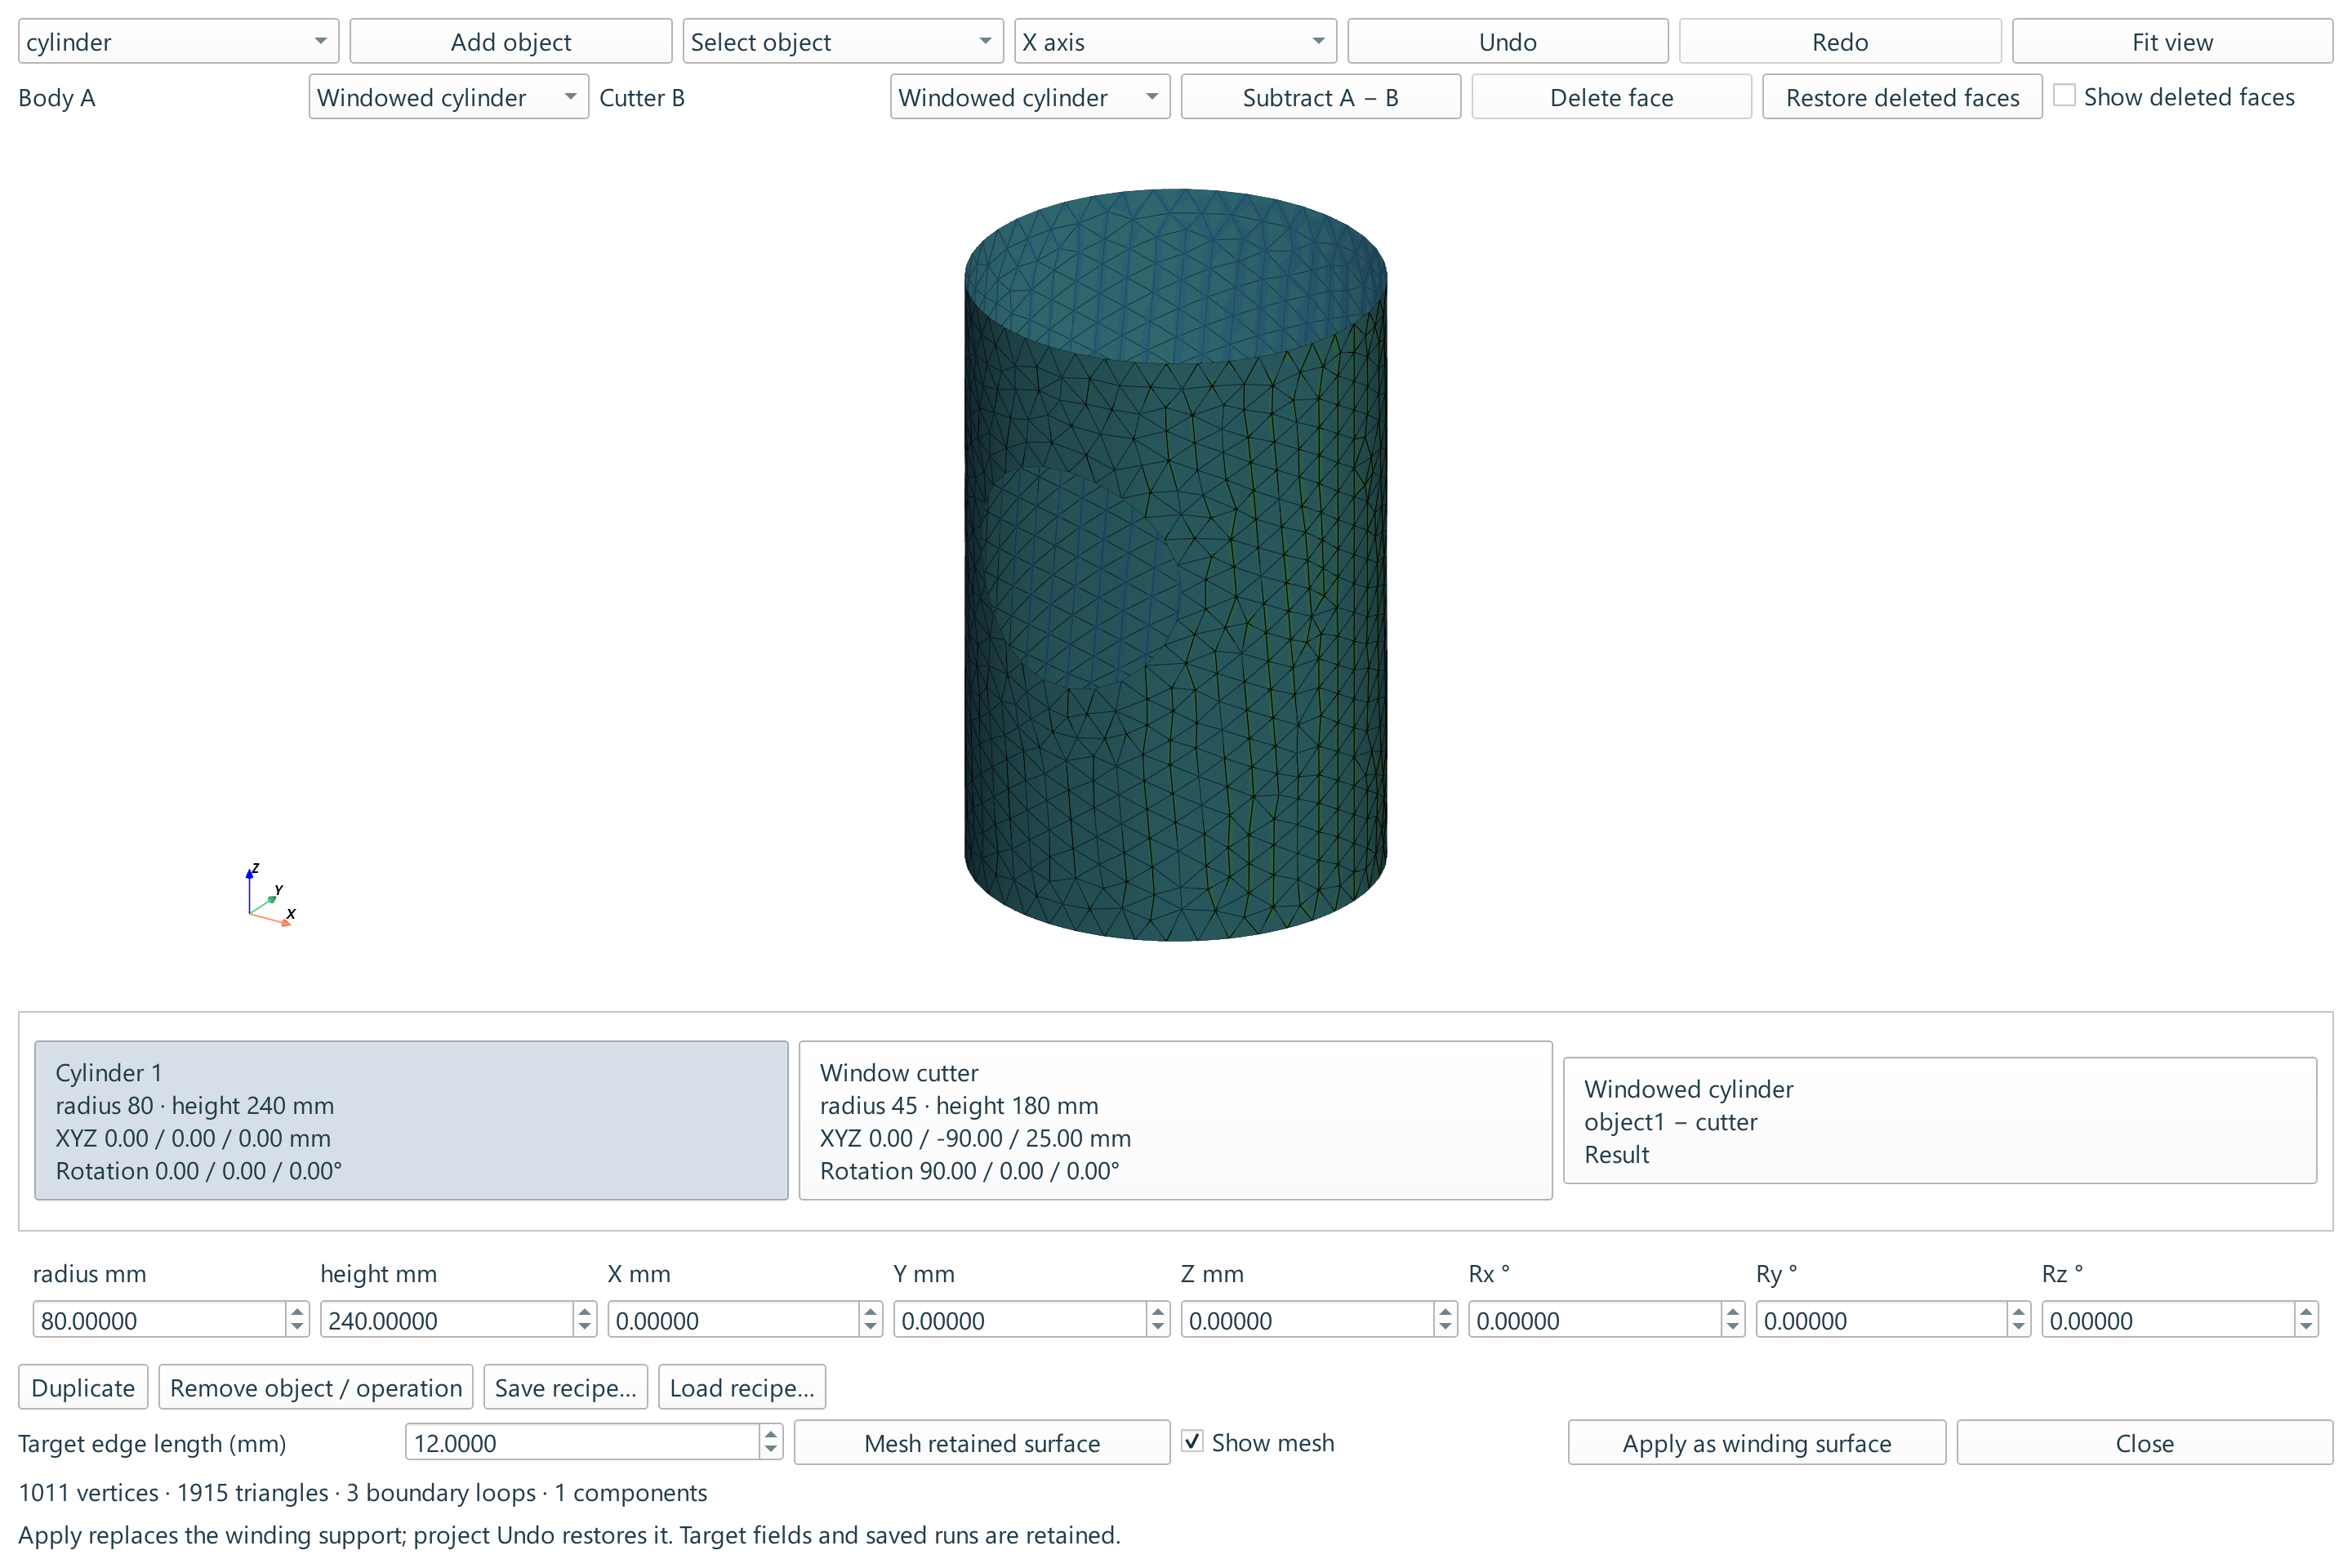 cylinder Add object Select object X axis Undo Redo Fit view
Body A Windowed cylinder Cutter B Windowed cylinder Subtract A − B Delete face Restore deleted faces Show deleted faces
Z
Y
X
Cylinder 1
radius 80 · height 240 mm
XYZ 0.00 / 0.00 / 0.00 mm
Rotation 0.00 / 0.00 / 0.00°
Window cutter
radius 45 · height 180 mm
XYZ 0.00 / -90.00 / 25.00 mm
Rotation 90.00 / 0.00 / 0.00°
Windowed cylinder
object1 − cutter
Result
radius mm height mm X mm Y mm Z mm Rx ° Ry ° Rz °
80.00000 240.00000 0.00000 0.00000 0.00000 0.00000 0.00000 0.00000
Duplicate Remove object / operation Save recipe... Load recipe...
Target edge length (mm) 12.0000 Mesh retained surface Show mesh Apply as winding surface Close
1011 vertices · 1915 triangles · 3 boundary loops · 1 components
Apply replaces the winding support; project Undo restores it. Target fields and saved runs are retained.